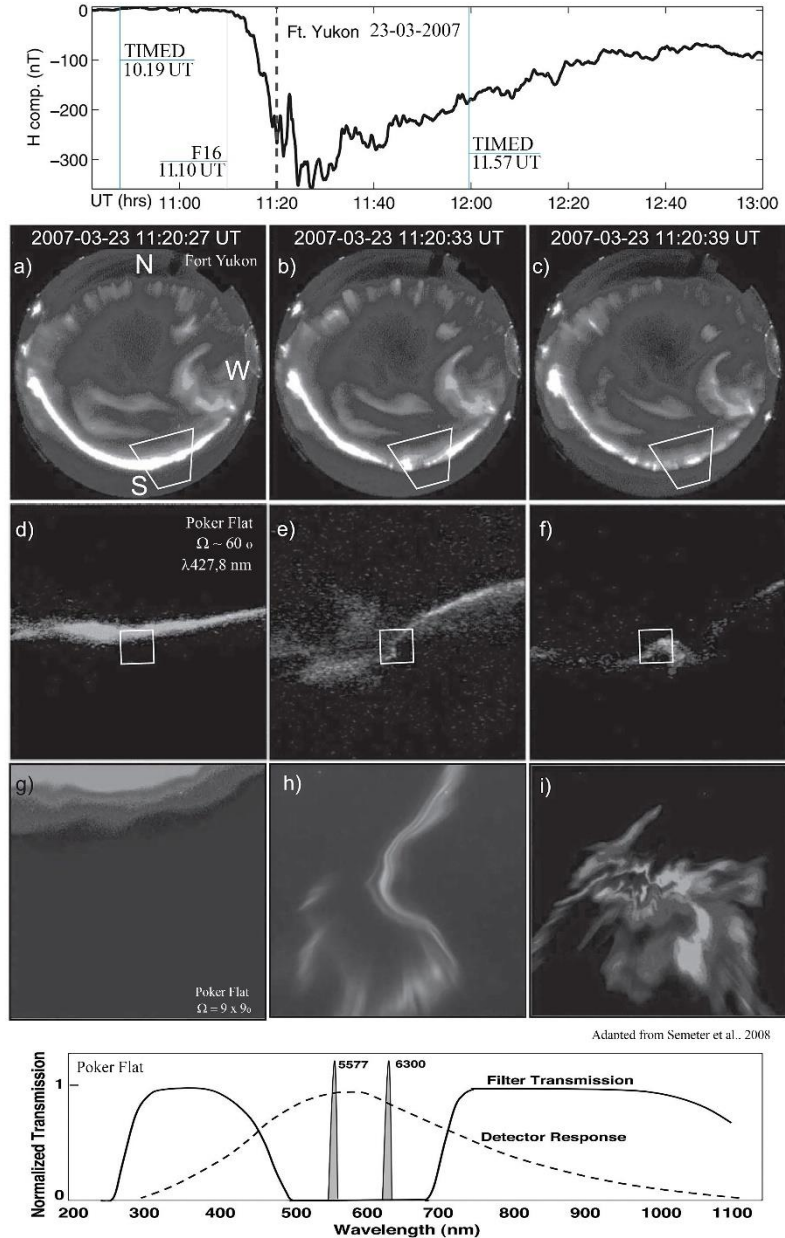 0
Ft. Yukon 23-03-2007
TIMED
10.19 UT
H comp. (nT)
−100
−200
F16
11.10 UT
TIMED
11.57 UT
−300
UT (hrs) 11:00 11:20 11:40 12:00 12:20 12:40 13:00
2007-03-23 11:20:27 UT 2007-03-23 11:20:33 UT 2007-03-23 11:20:39 UT
a) N Fort Yukon b) c)
W
S
d) Poker Flat e) f)
Ω ~ 60 o
λ427,8 nm
g) h) i)
Poker Flat
Ω = 9 x 9o
Adapted from Semeter et al., 2008
Poker Flat 5577 6300
Normalized Transmission
1 Filter Transmission
Detector Response
0
200 300 400 500 600 700 800 900 1000 1100
Wavelength (nm)